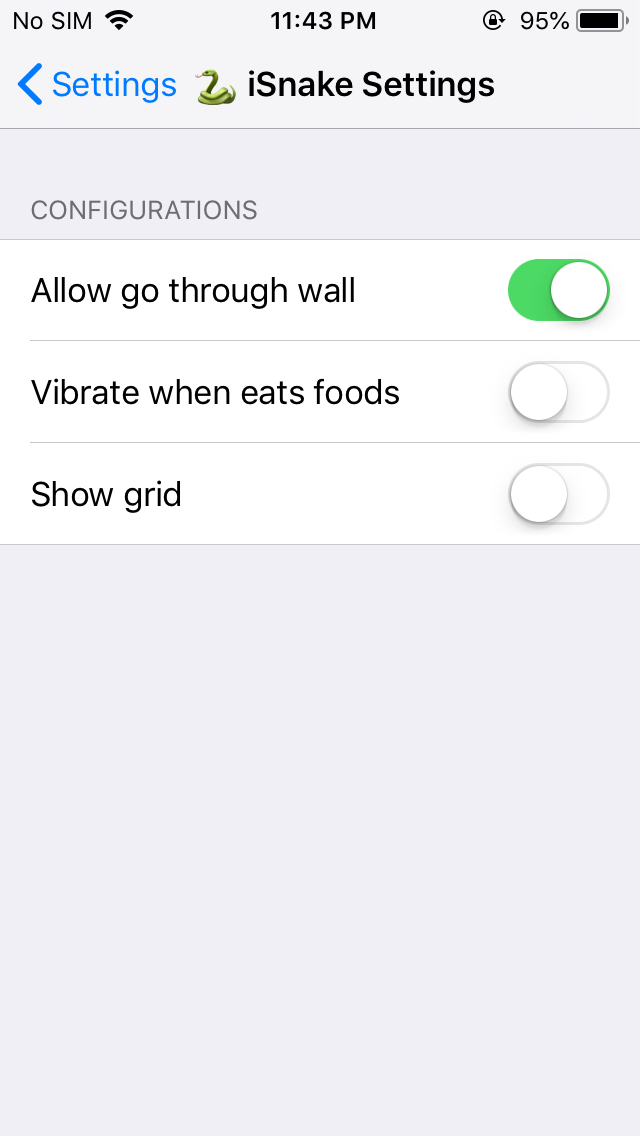 No SIM 11:43 PM 95%
Settings 🐍 iSnake Settings
CONFIGURATIONS
Allow go through wall
Vibrate when eats foods
Show grid